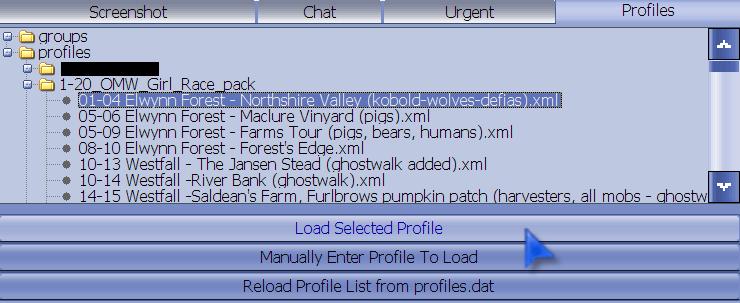 Screenshot Chat Urgent Profiles
groups
profiles
1-20_OMW_Girl_Race_pack
01-04 Elwynn Forest - Northshire Valley (kobold-wolves-defias).xml
05-06 Elwynn Forest - Maclure Vinyard (pigs).xml
05-09 Elwynn Forest - Farms Tour (pigs, bears, humans).xml
08-10 Elwynn Forest - Forest's Edge.xml
10-13 Westfall - The Jansen Stead (ghostwalk added).xml
10-14 Westfall -River Bank (ghostwalk).xml
14-15 Westfall -Saldean's Farm, Furlbrows pumpkin patch (harvesters, all mobs - ghostw
Load Selected Profile
Manually Enter Profile To Load
Reload Profile List from profiles.dat